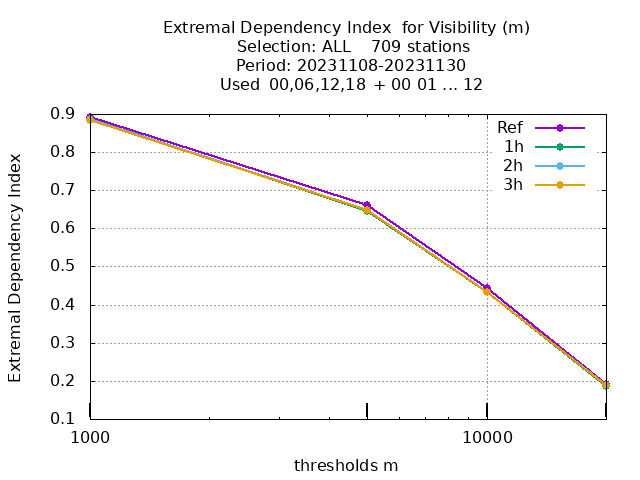 Extremal Dependency Index  for Visibility (m)
Selection: ALL    709 stations
Period: 20231108-20231130
Used  00,06,12,18  + 00 01 ... 12
Extremal Dependency Index
0.9
0.8
0.7
0.6
0.5
0.4
0.3
0.2
0.1
Ref
1h
2h
3h
1000
10000
thresholds m